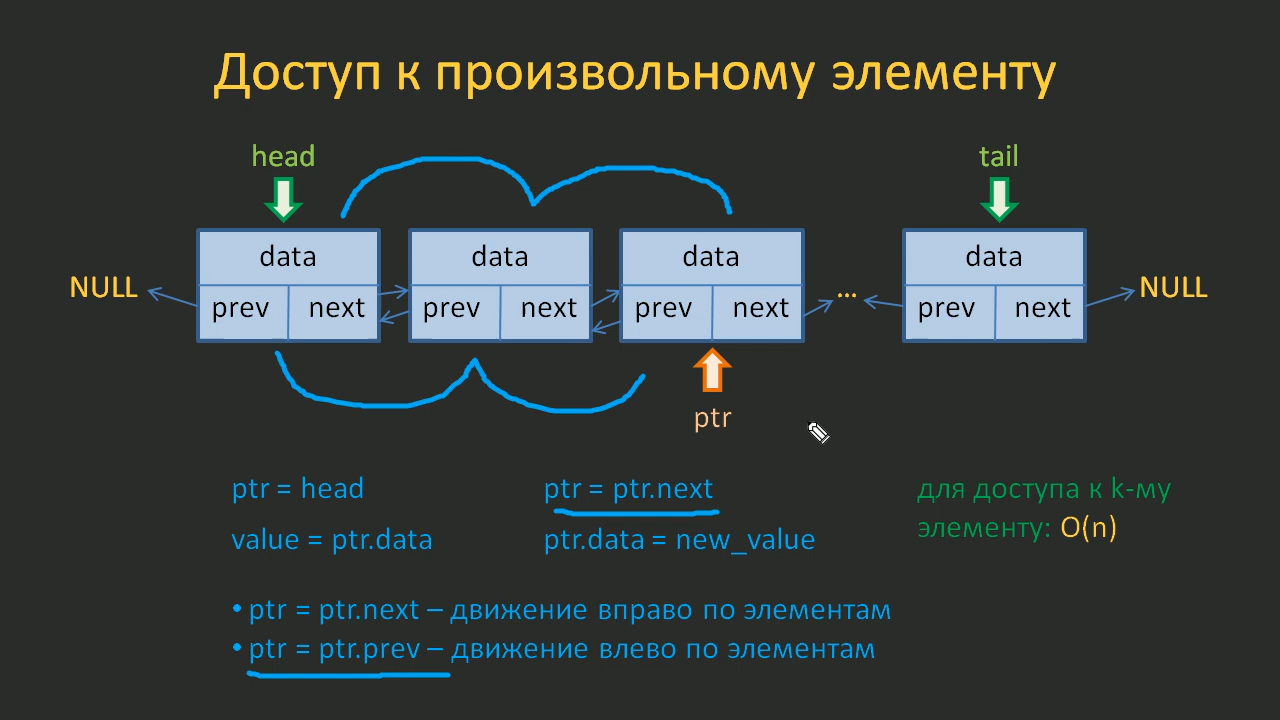 Доступ к произвольному элементу
head
tail
data
data
data
data
NULL
prev
next
prev
next
prev
next
...
prev
next
NULL
ptr
ptr = head
ptr = ptr.next
для доступа к k-му
value = ptr.data
ptr.data = new_value
элементу: O(n)
• ptr = ptr.next – движение вправо по элементам
• ptr = ptr.prev – движение влево по элементам